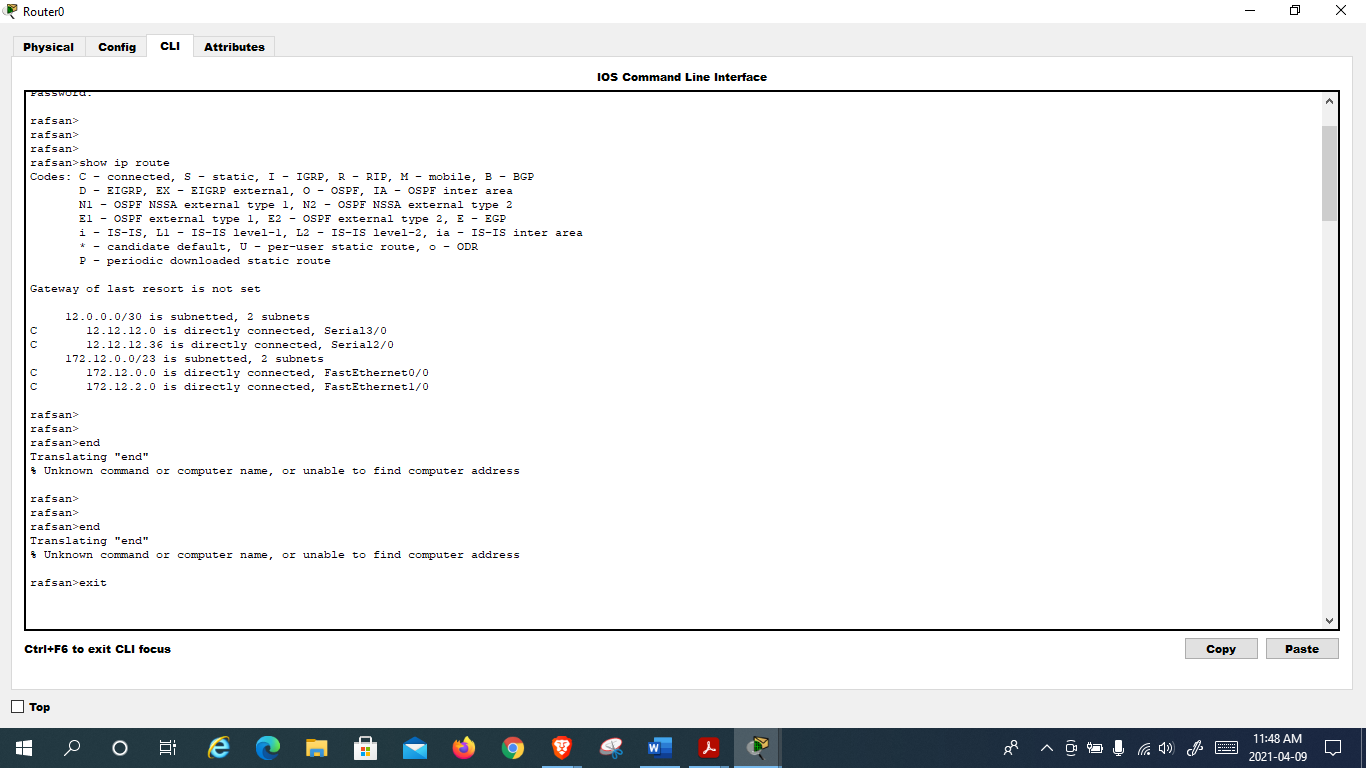 Router0
Physical Config CLI Attributes
IOS Command Line Interface
Password:
rafsan>
rafsan>
rafsan>
rafsan>show ip route
Codes: C - connected, S - static, I - IGRP, R - RIP, M - mobile, B - BGP
D - EIGRP, EX - EIGRP external, O - OSPF, IA - OSPF inter area
N1 - OSPF NSSA external type 1, N2 - OSPF NSSA external type 2
E1 - OSPF external type 1, E2 - OSPF external type 2, E - EGP
i - IS-IS, L1 - IS-IS level-1, L2 - IS-IS level-2, ia - IS-IS inter area
* - candidate default, U - per-user static route, o - ODR
P - periodic downloaded static route
Gateway of last resort is not set
12.0.0.0/30 is subnetted, 2 subnets
C 12.12.12.0 is directly connected, Serial3/0
C 12.12.12.36 is directly connected, Serial2/0
172.12.0.0/23 is subnetted, 2 subnets
C 172.12.0.0 is directly connected, FastEthernet0/0
C 172.12.2.0 is directly connected, FastEthernet1/0
rafsan>
rafsan>
rafsan>end
Translating "end"
% Unknown command or computer name, or unable to find computer address
rafsan>
rafsan>
rafsan>end
Translating "end"
% Unknown command or computer name, or unable to find computer address
rafsan>exit
Ctrl+F6 to exit CLI focus
Copy Paste
Top
11:48 AM
2021-04-09